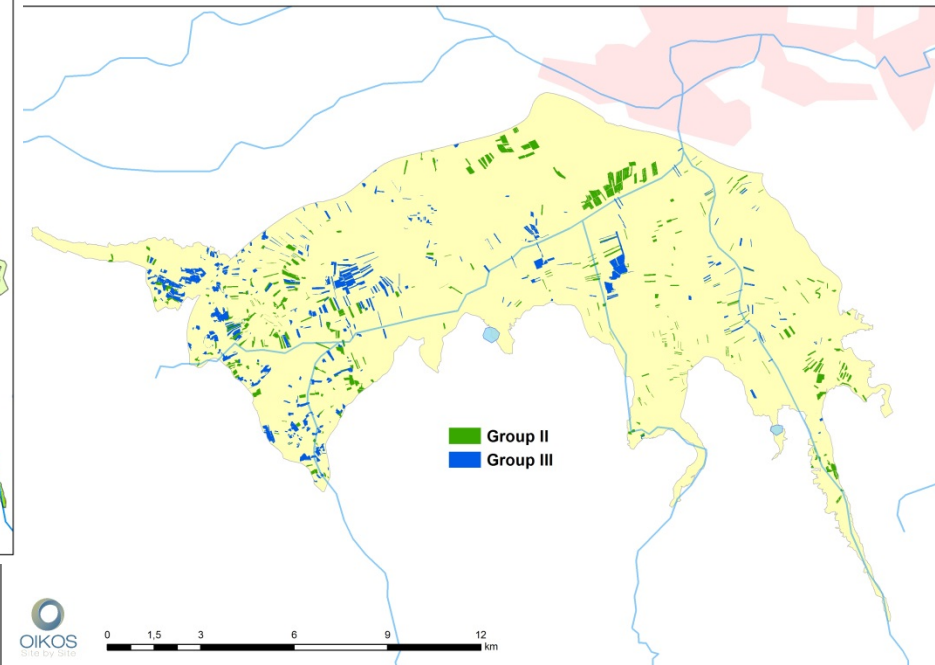 Group II
Group III
OIKOS
Site by Site
0 1,5 3 6 9 12
km